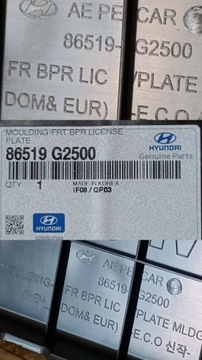 AE PE CAR
86519- G2500
FR BPR LIC /PLATE
DOM& EUR) -E.C.O
MOULDING-FRT BPR LICENSE
PLATE
86519 G2500
HYUNDAI
Genuine Parts
QTY 1 MADE IN KOREA
IF08 / QP03
HYUNDAI
AE PE CAR
86519- G2500
FR BPR LIC /PLATE MLDG
DOM& EUR) -E.C.O 신작-